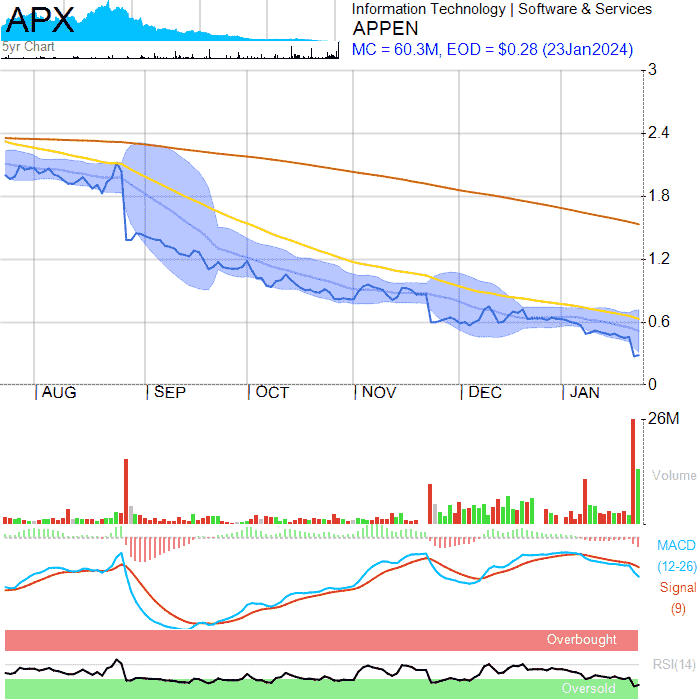 APX
5yr Chart
Information Technology | Software & Services
APPEN
MC = 60.3M, EOD = $0.28 (23Jan2024)
3
2.4
1.8
1.2
0.6
0
|AUG |SEP |OCT |NOV |DEC |JAN
26M
Volume
MACD
(12-26)
Signal
(9)
Overbought
RSI(14)
Oversold